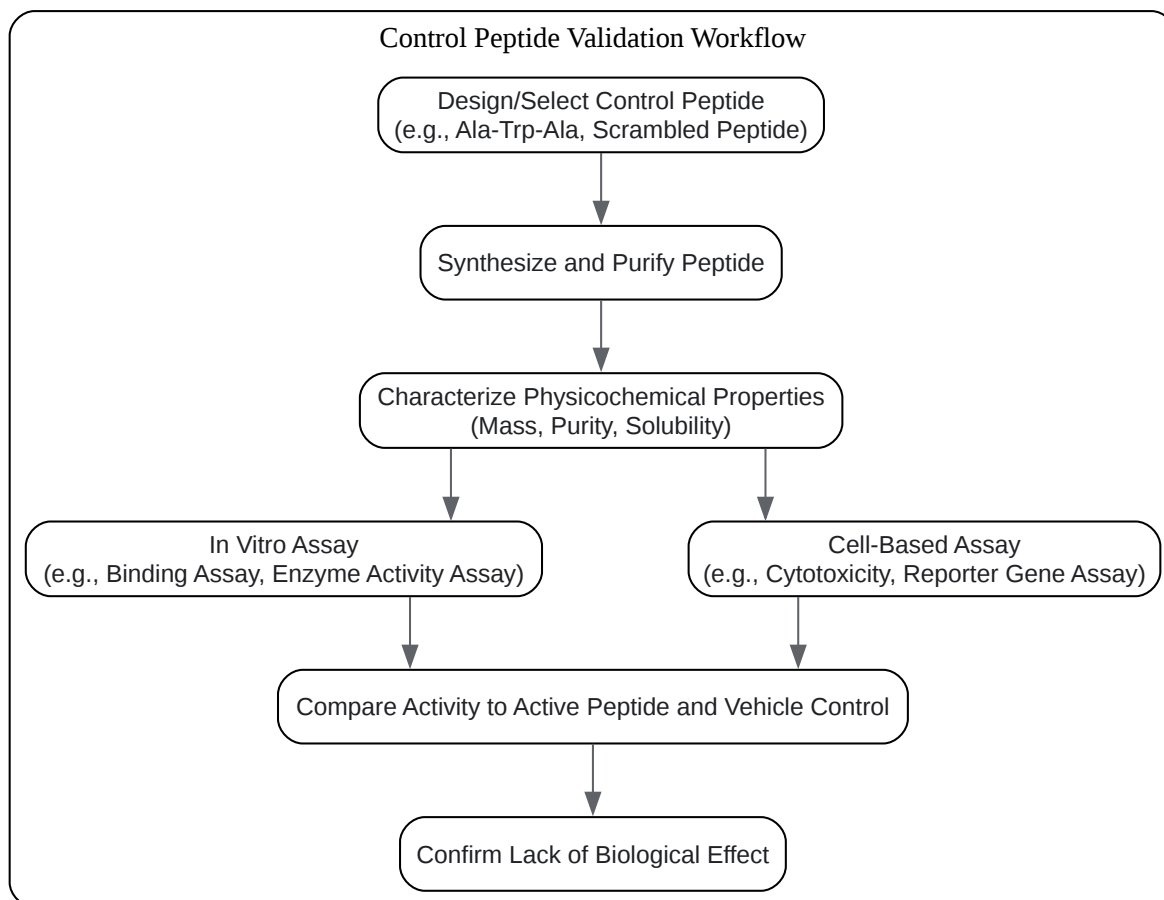 Control Peptide Validation Workflow
Design/Select Control Peptide
(e.g., Ala-Trp-Ala, Scrambled Peptide)
Synthesize and Purify Peptide
Characterize Physicochemical Properties
(Mass, Purity, Solubility)
In Vitro Assay
(e.g., Binding Assay, Enzyme Activity Assay)
Cell-Based Assay
(e.g., Cytotoxicity, Reporter Gene Assay)
Compare Activity to Active Peptide and Vehicle Control
Confirm Lack of Biological Effect